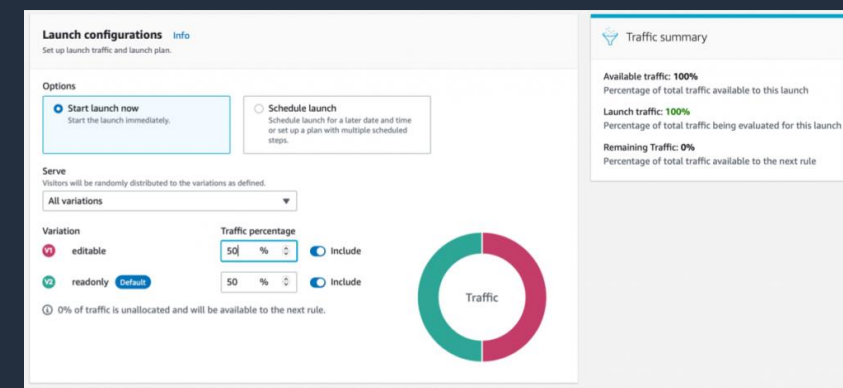 Launch configurations Info
Set up launch traffic and launch plan.
Options
Start launch now
Start the launch immediately.
Schedule launch
Schedule launch for a later date and time
or set up a plan with multiple scheduled
steps.
Serve
Visitors will be randomly distributed to the variations as defined.
All variations
Variation Traffic percentage
V1 editable 50 % Include
V2 readonly Default 50 % Include
0% of traffic is unallocated and will be available to the next rule.
Traffic
Traffic summary
Available traffic: 100%
Percentage of total traffic available to this launch
Launch traffic: 100%
Percentage of total traffic being evaluated for this launch
Remaining Traffic: 0%
Percentage of total traffic available to the next rule